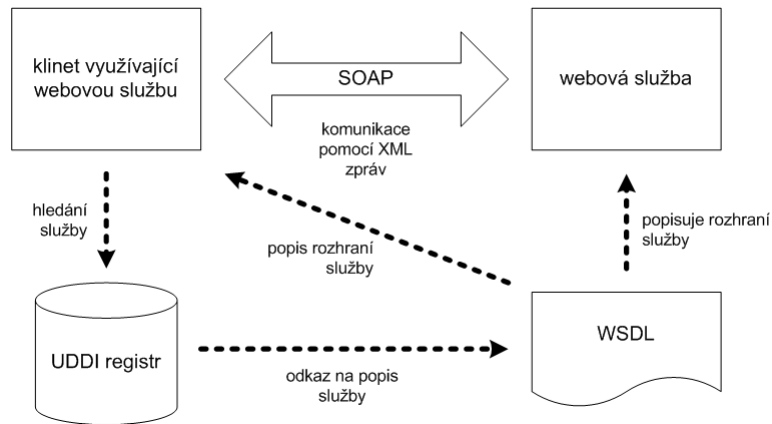 klinet využívající
webovou službu
SOAP
webová služba
komunikace
pomocí XML
zpráv
hledání
služby
popis rozhraní
služby
popisuje rozhraní
služby
UDDI registr
WSDL
odkaz na popis
služby